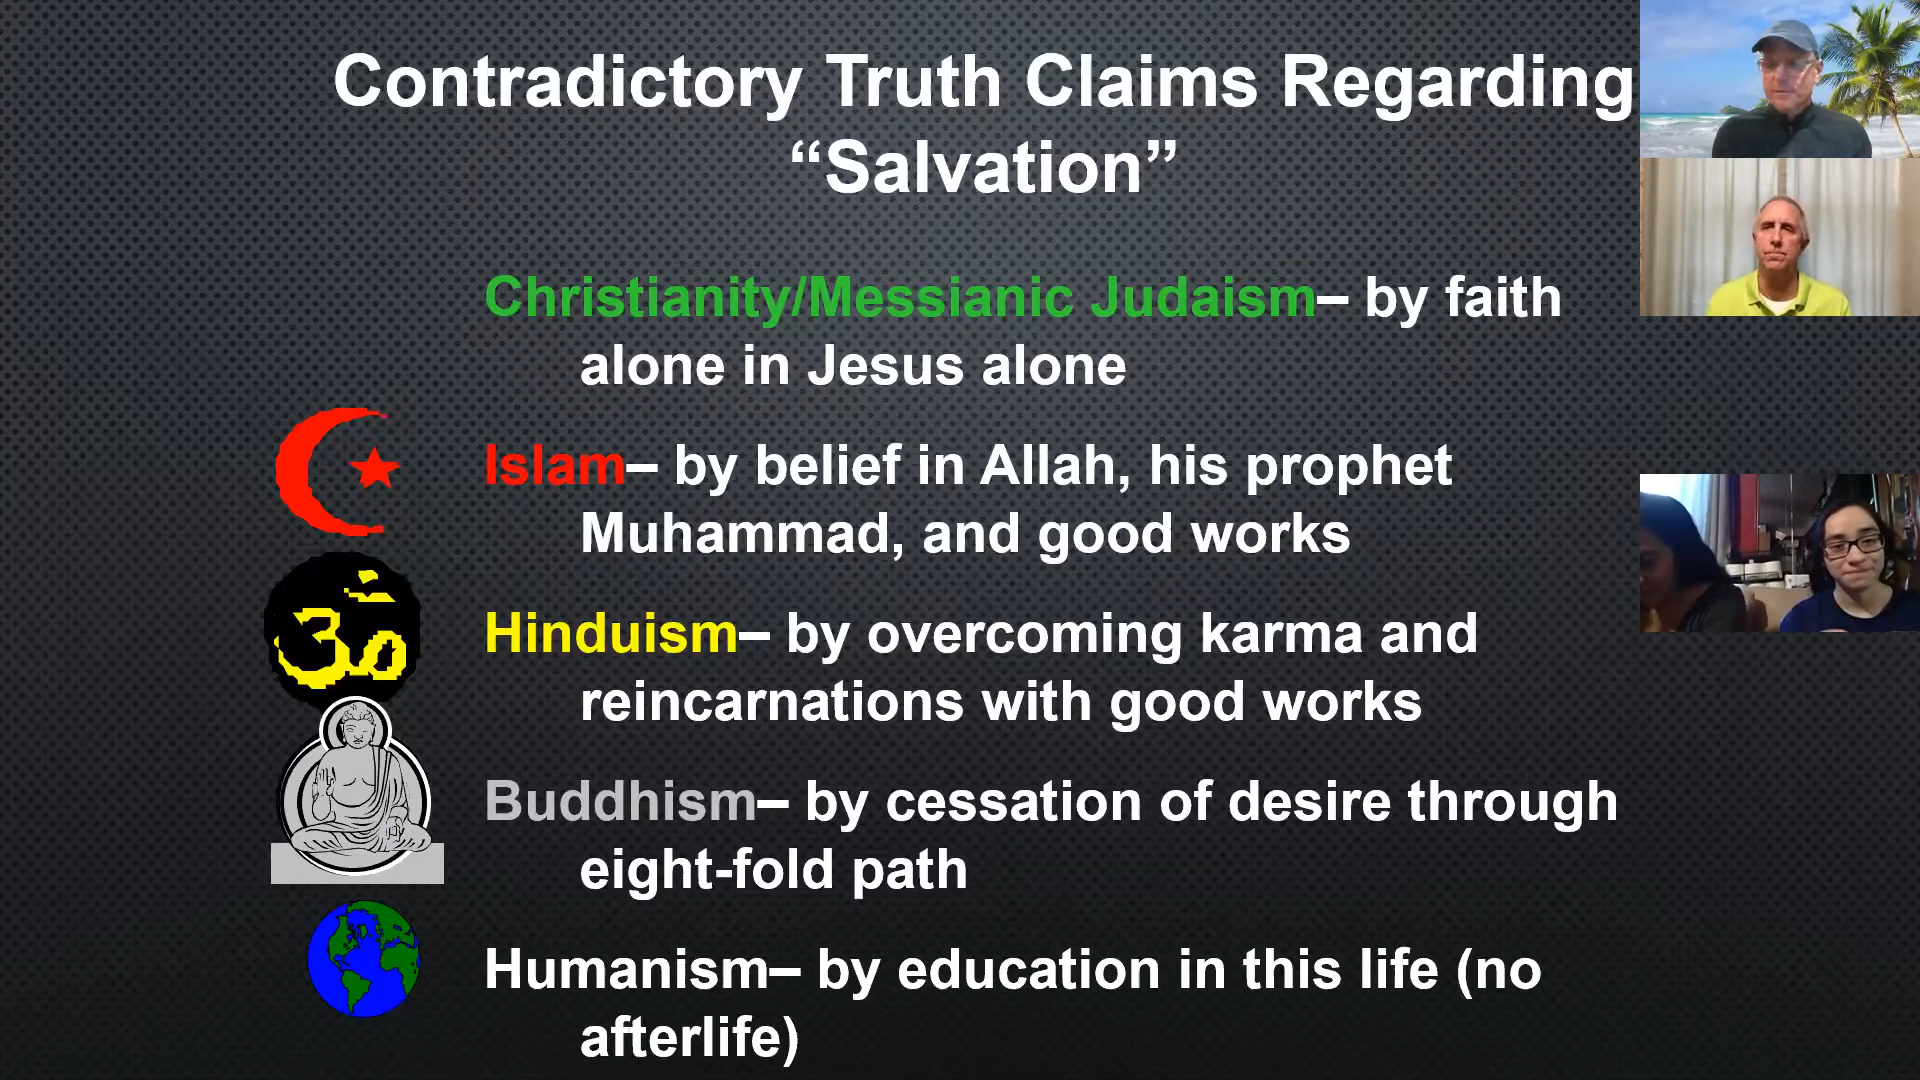 Contradictory Truth Claims Regarding
“Salvation”
Christianity/Messianic Judaism– by faith
alone in Jesus alone
Islam– by belief in Allah, his prophet
Muhammad, and good works
Hinduism– by overcoming karma and
reincarnations with good works
Buddhism– by cessation of desire through
eight-fold path
Humanism– by education in this life (no
afterlife)